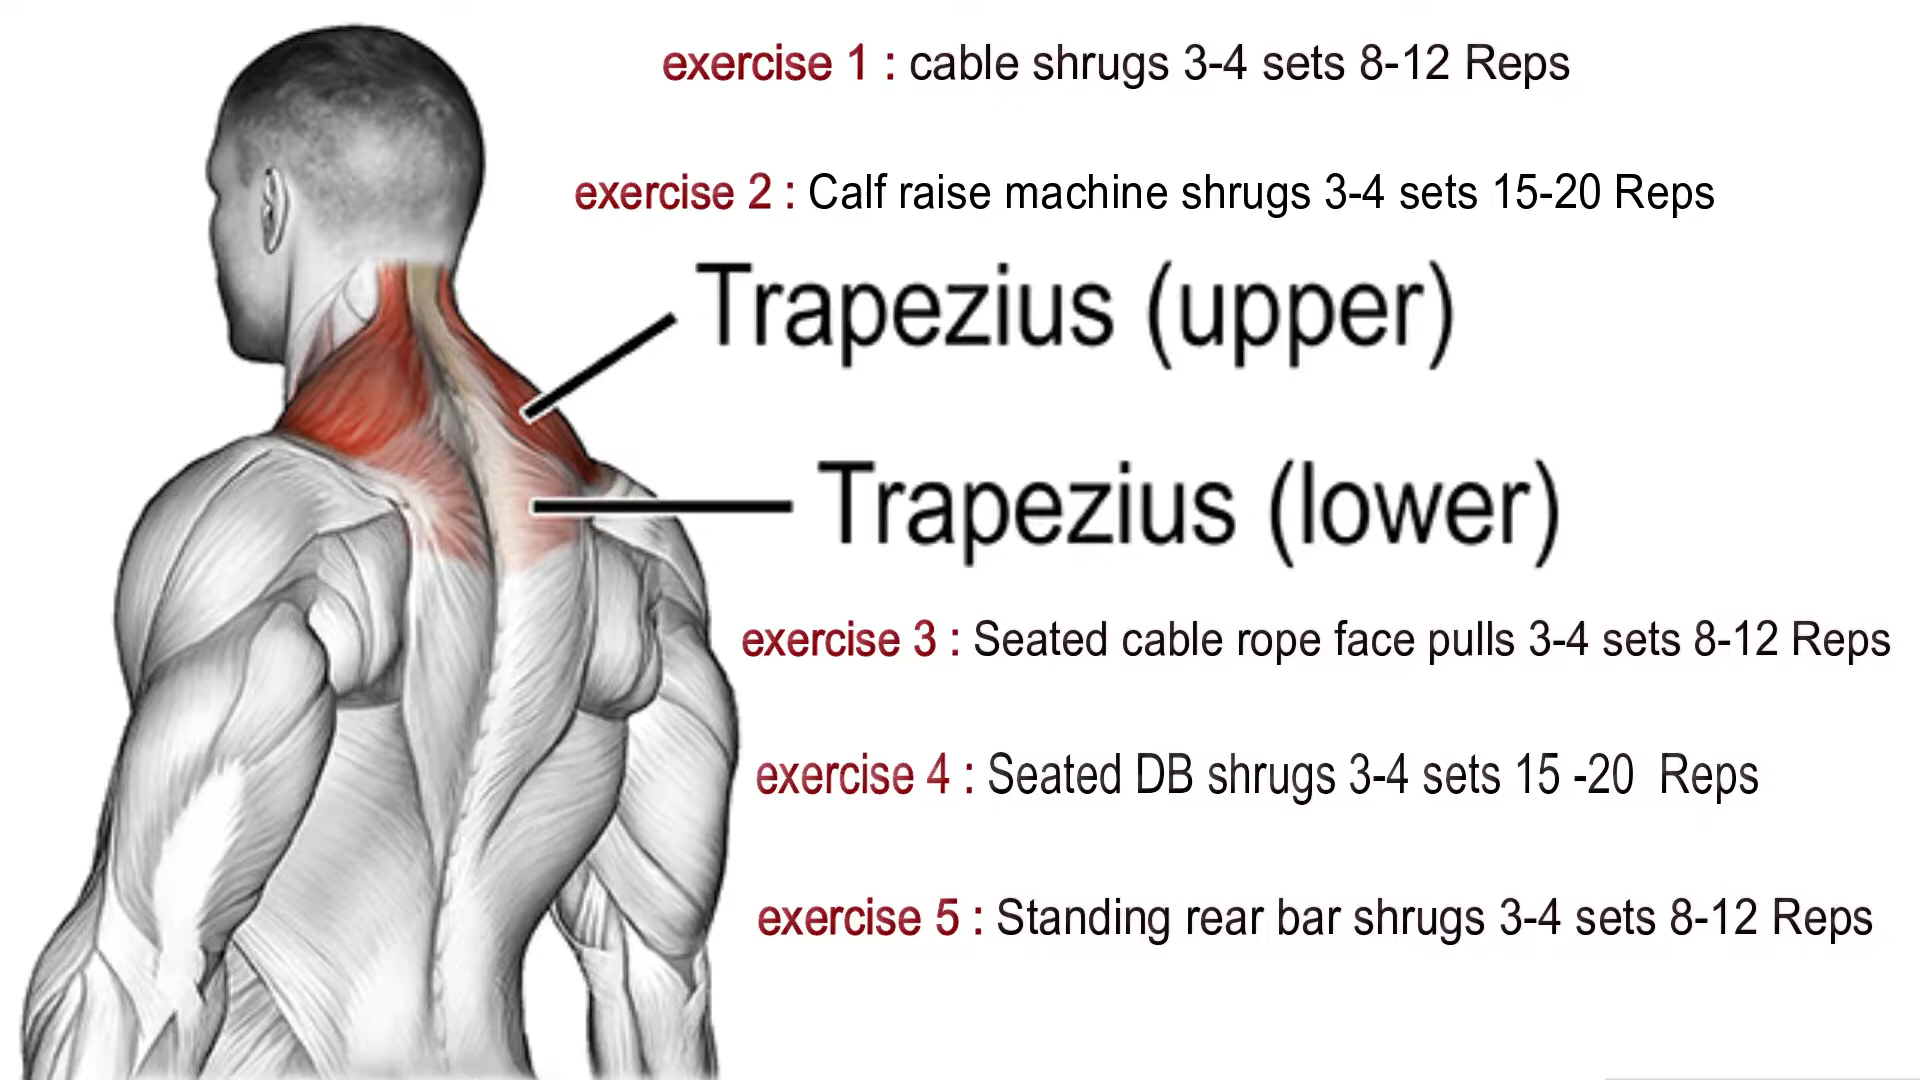 exercise 1 : cable shrugs 3-4 sets 8-12 Reps
exercise 2 : Calf raise machine shrugs 3-4 sets 15-20 Reps
Trapezius (upper)
Trapezius (lower)
exercise 3 : Seated cable rope face pulls 3-4 sets 8-12 Reps
exercise 4 : Seated DB shrugs 3-4 sets 15 -20 Reps
exercise 5 : Standing rear bar shrugs 3-4 sets 8-12 Reps